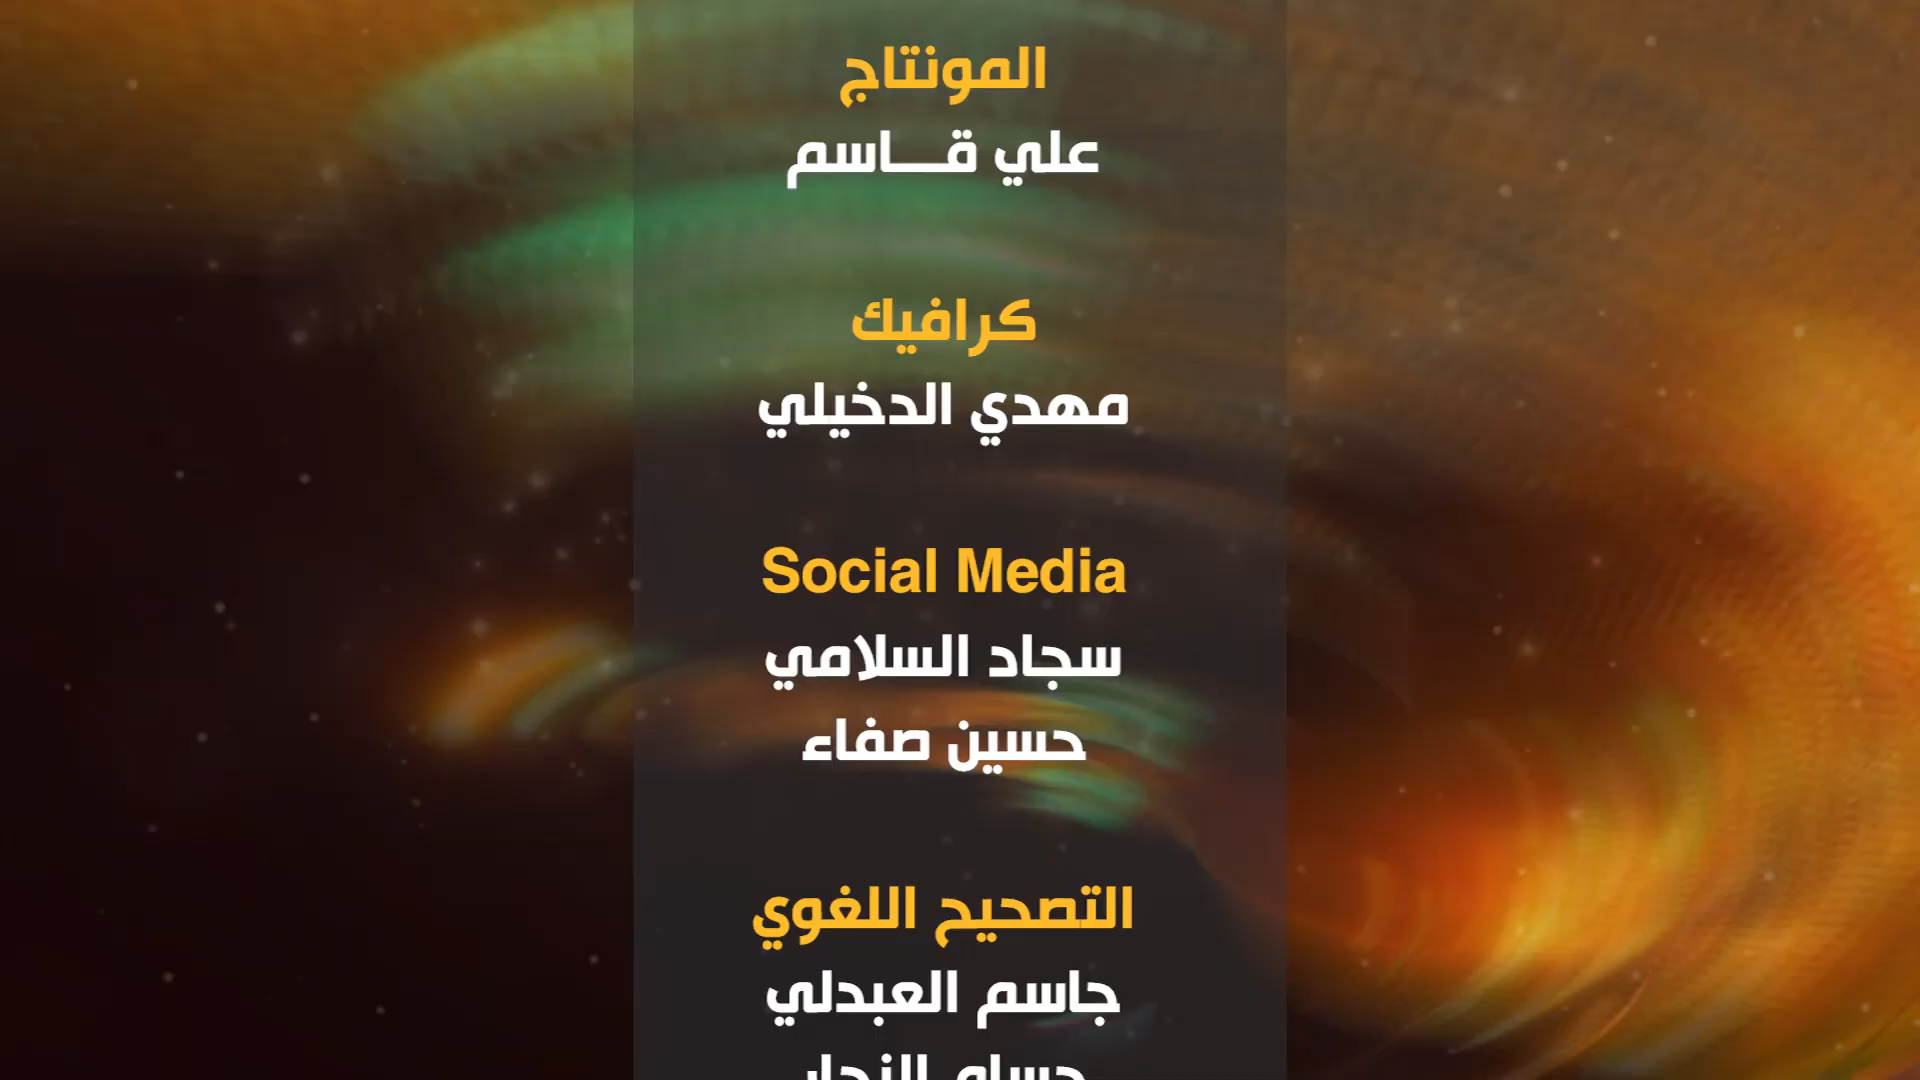 المونتاج
علي قـــاسم
كرافيك
مهدي الدخيلي
Social Media
سجاد السلامي
حسين صفاء
التصحيح اللغوي
جاسم العبدلي